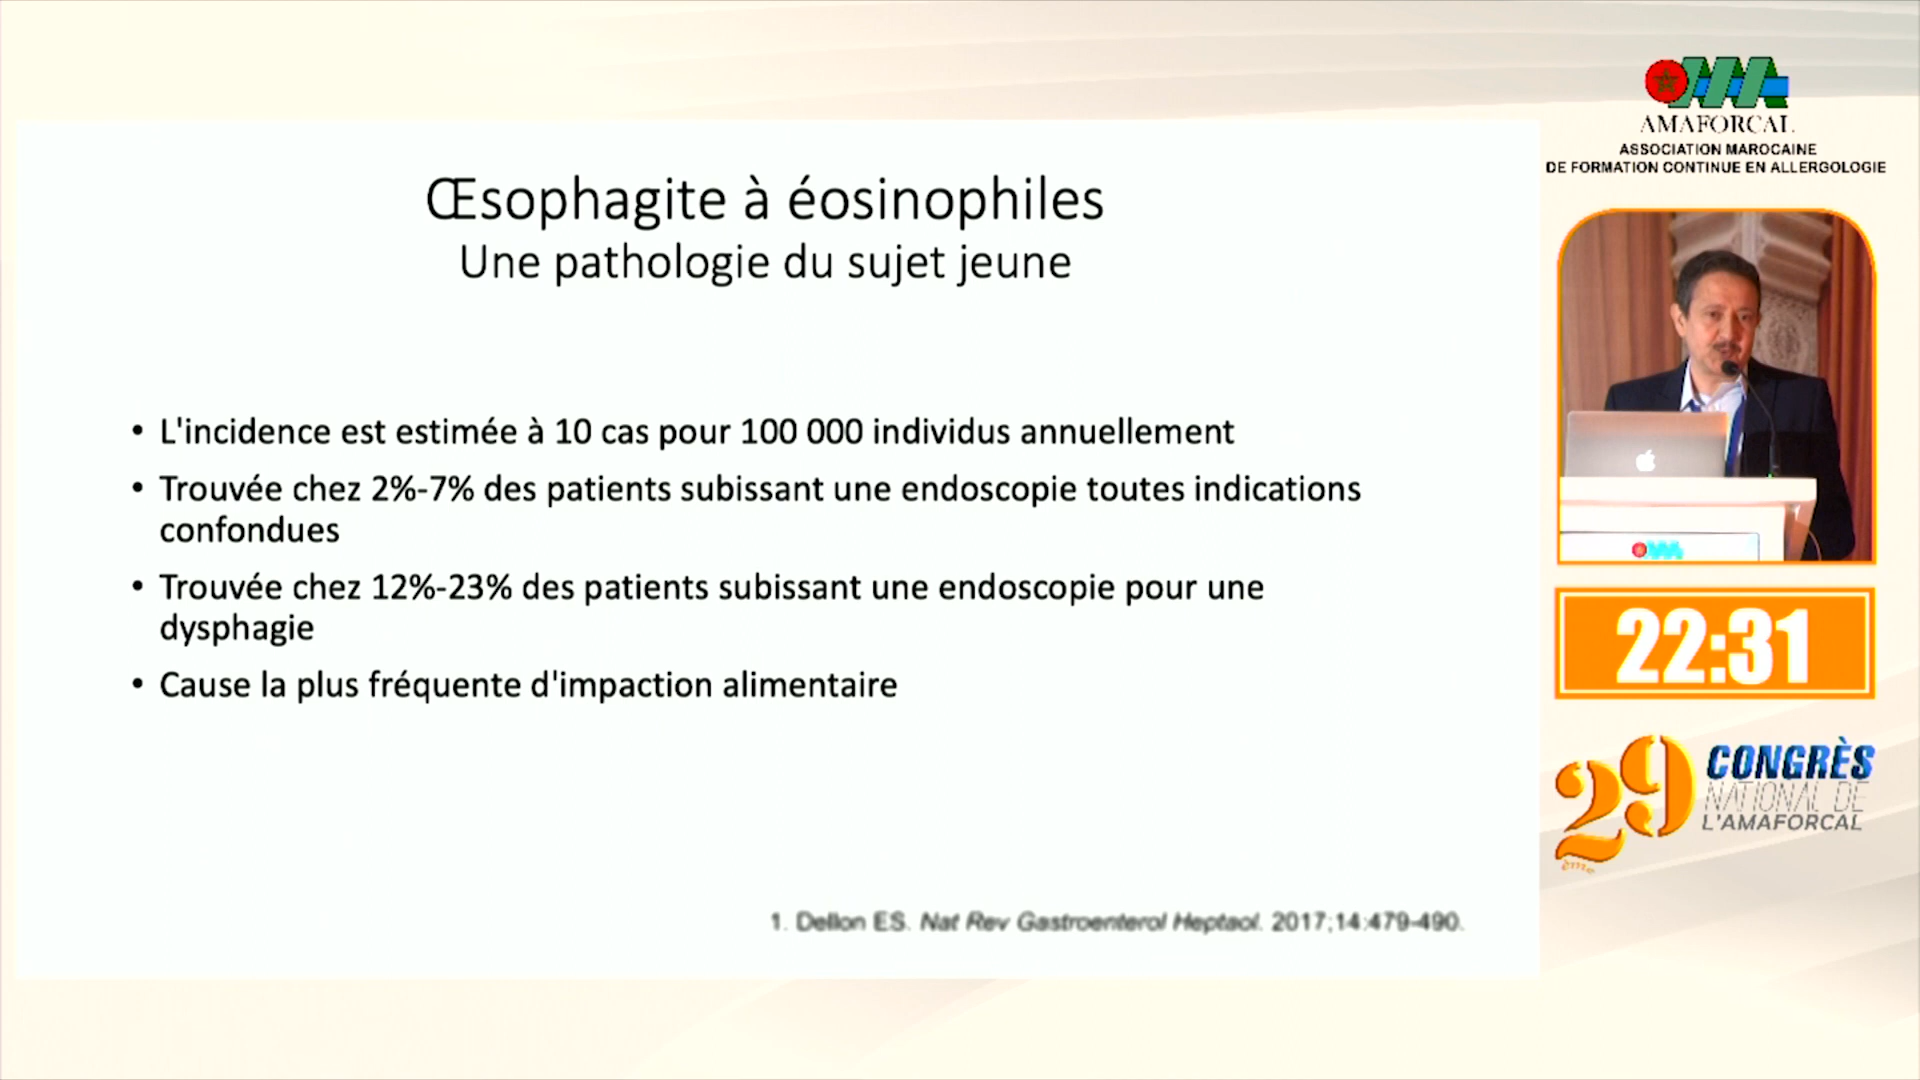 Œsophagite à éosinophiles
Une pathologie du sujet jeune
• L'incidence est estimée à 10 cas pour 100 000 individus annuellement
• Trouvée chez 2%-7% des patients subissant une endoscopie toutes indications
confondues
• Trouvée chez 12%-23% des patients subissant une endoscopie pour une
dysphagie
• Cause la plus fréquente d'impaction alimentaire
1. Dellon ES. Nat Rev Gastroenterol Heptaol. 2017;14:479-490.
AMAFORCAL
ASSOCIATION MAROCAINE
DE FORMATION CONTINUE EN ALLERGOLOGIE
22:31
29ème
CONGRÈS
NATIONAL DE
L'AMAFORCAL